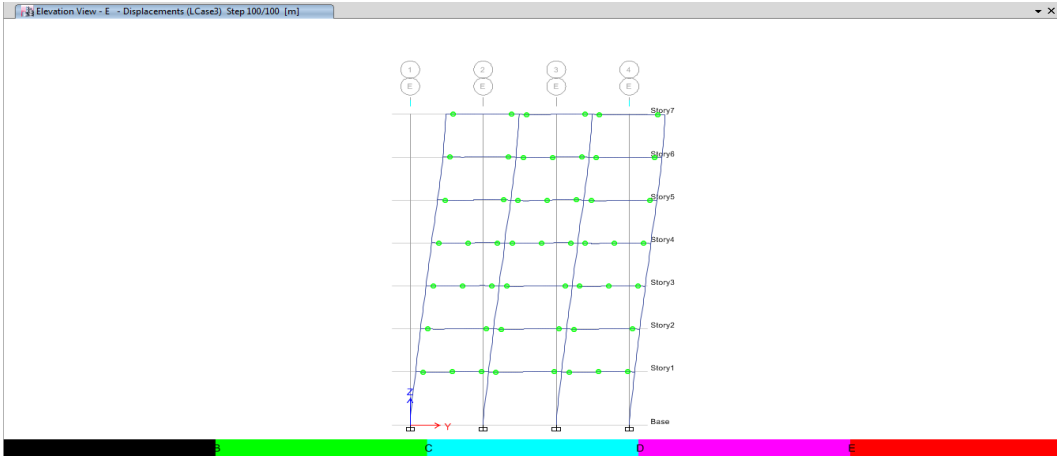 Elevation View - E - Displacements (LCase3) Step 100/100 [m]
1 2 3 4
E E E E
Story7
Story6
Story5
Story4
Story3
Story2
Story1
Z
Base
Y
B C D E